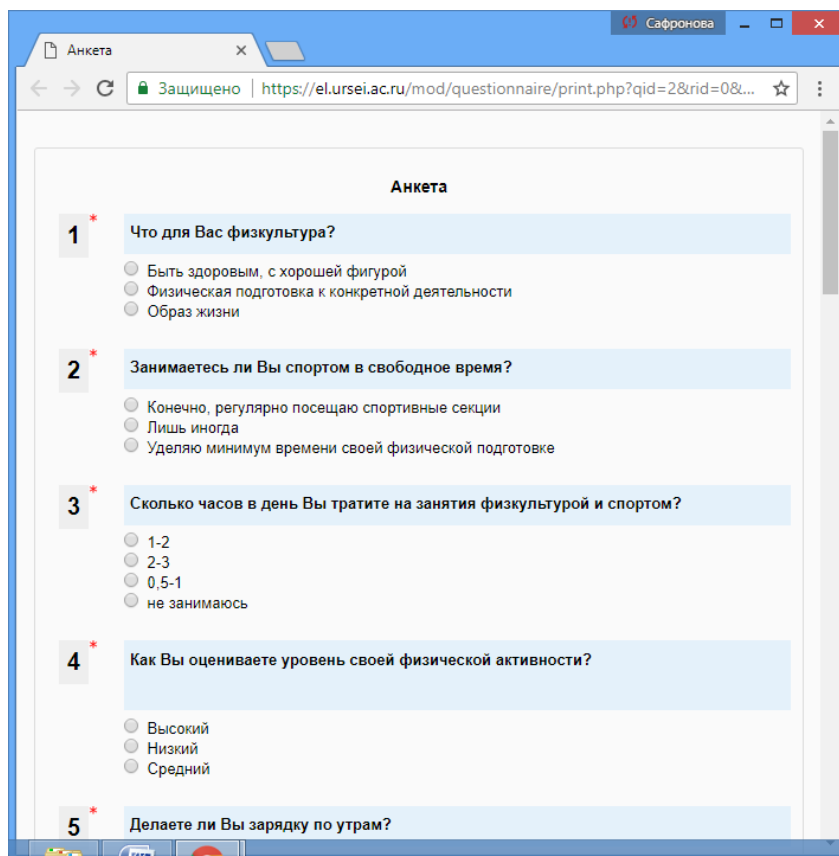 Сафронова
Анкета
Защищено | https://el.ursei.ac.ru/mod/questionnaire/print.php?qid=2&rid=0&...
Анкета
1 * Что для Вас физкультура?
Быть здоровым, с хорошей фигурой
Физическая подготовка к конкретной деятельности
Образ жизни
2 * Занимаетесь ли Вы спортом в свободное время?
Конечно, регулярно посещаю спортивные секции
Лишь иногда
Уделяю минимум времени своей физической подготовке
3 * Сколько часов в день Вы тратите на занятия физкультурой и спортом?
1-2
2-3
0,5-1
не занимаюсь
4 * Как Вы оцениваете уровень своей физической активности?
Высокий
Низкий
Средний
5 * Делаете ли Вы зарядку по утрам?